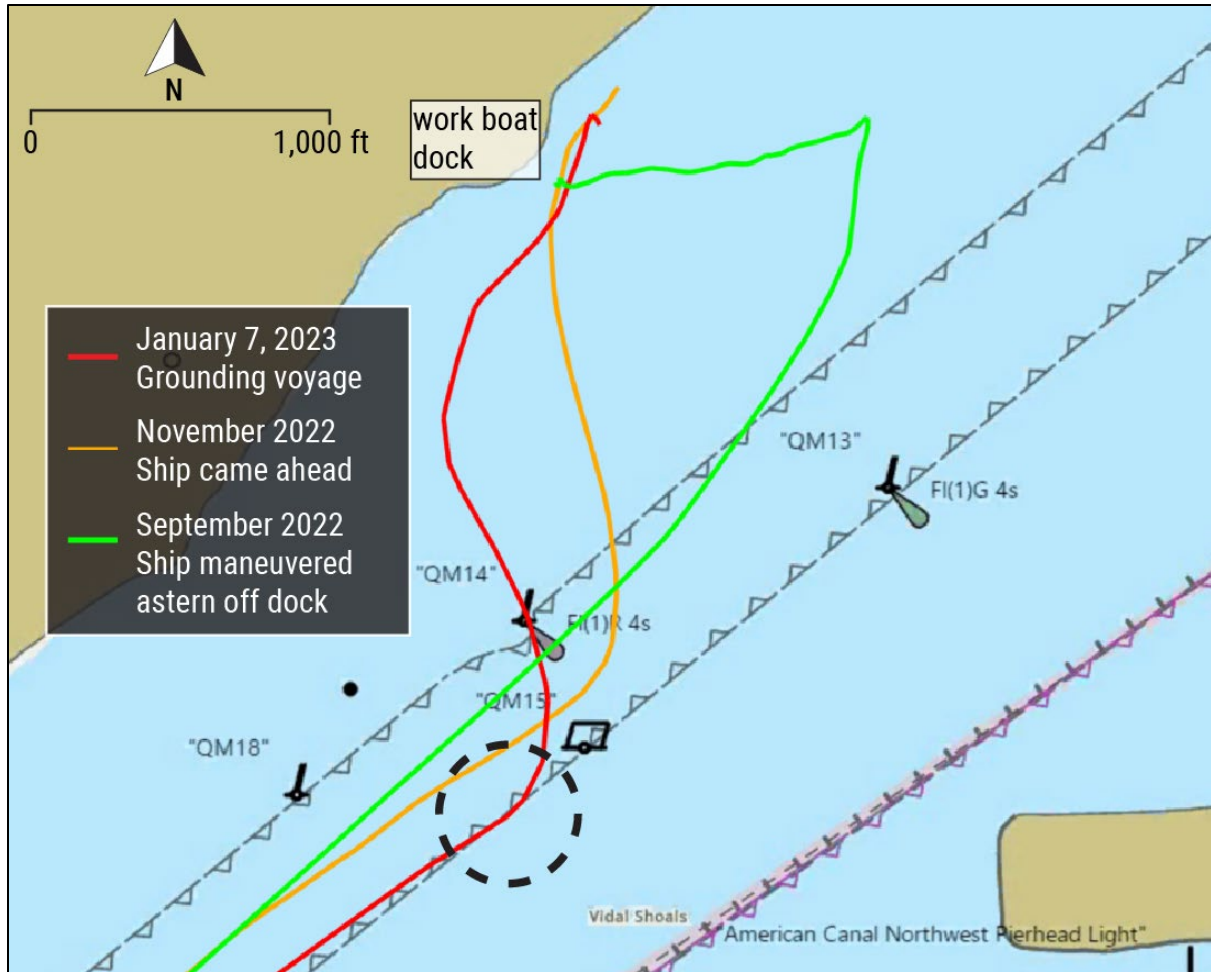 N
0
1,000 ft
work boat
dock
January 7, 2023
Grounding voyage
November 2022
Ship came ahead
September 2022
Ship maneuvered
astern off dock
"QM13"
Fl(1)G 4s
"QM14"
Fl(1)R 4s
"QM15"
"QM18"
Vidal Shoals
"American Canal Northwest Pierhead Light"